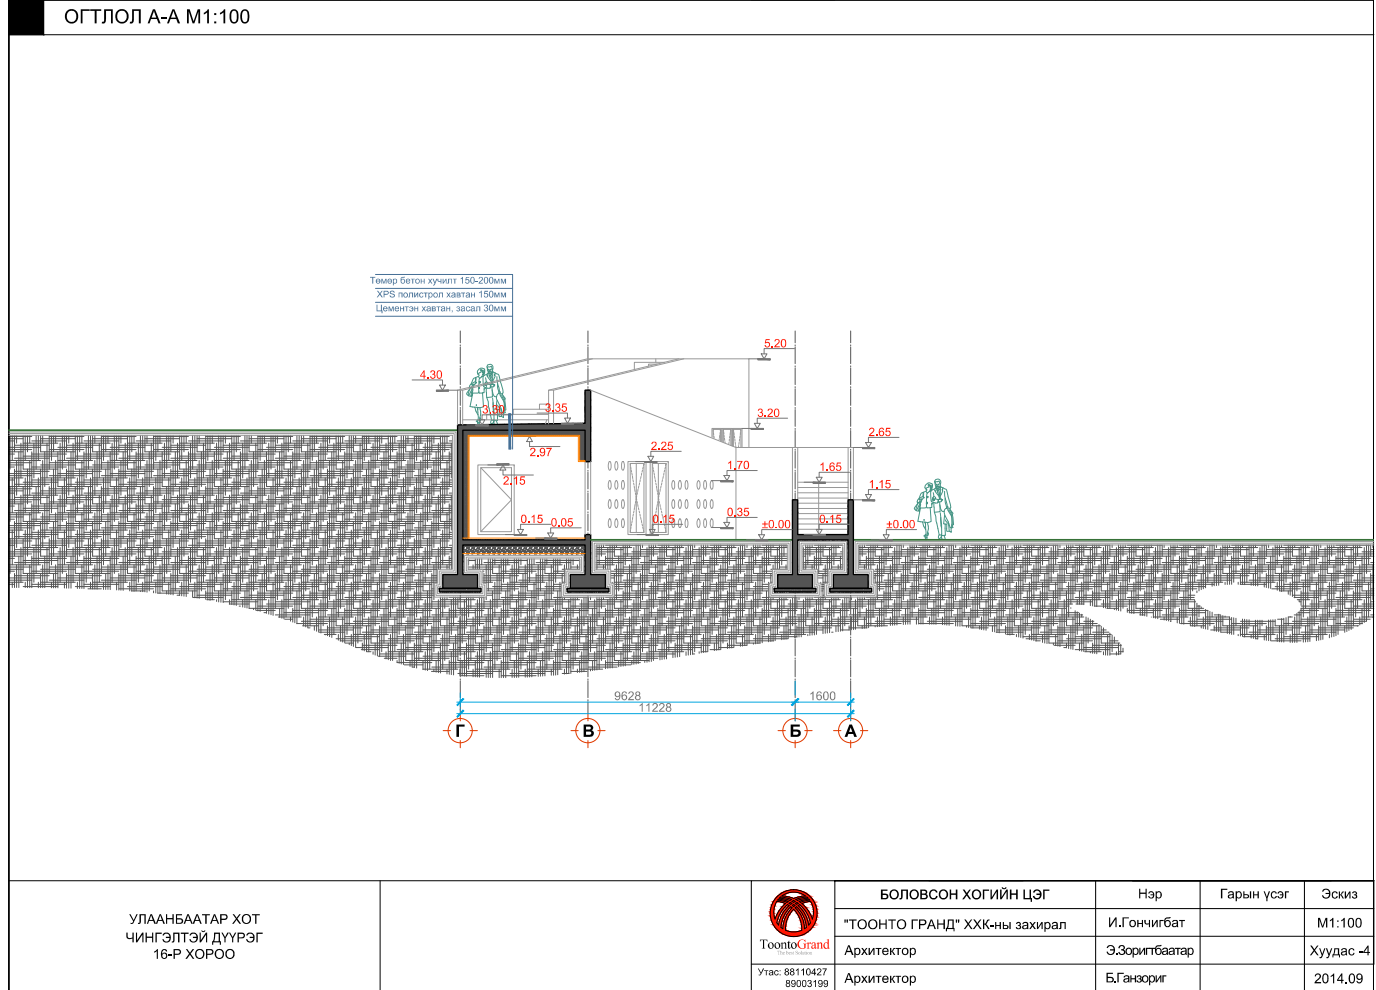 ОГТЛОЛ А-А М1:100
Төмөр бетон хучилт 150-200мм
XPS полистрол хавтан 150мм
Цементэн хавтан, засал 30мм
5.20
4.30
3.30
3.35
3.20
2.65
2.97
2.25
2.15
1.70
1.65
1.15
0.15
0.05
0.15
0.35
±0.00
0.15
±0.00
9628
1600
11228
Г
В
Б
А
УЛААНБААТАР ХОТ
ЧИНГЭЛТЭЙ ДҮҮРЭГ
16-Р ХОРОО
ToontoGrand
Утас: 88110427
89003199
БОЛОВСОН ХОГИЙН ЦЭГ
Нэр
Гарын үсэг
Эскиз
"ТООНТО ГРАНД" ХХК-ны захирал
И.Гончигбат
М1:100
Архитектор
Э.Зоригтбаатар
Хуудас -4
Архитектор
Б.Ганзориг
2014.09